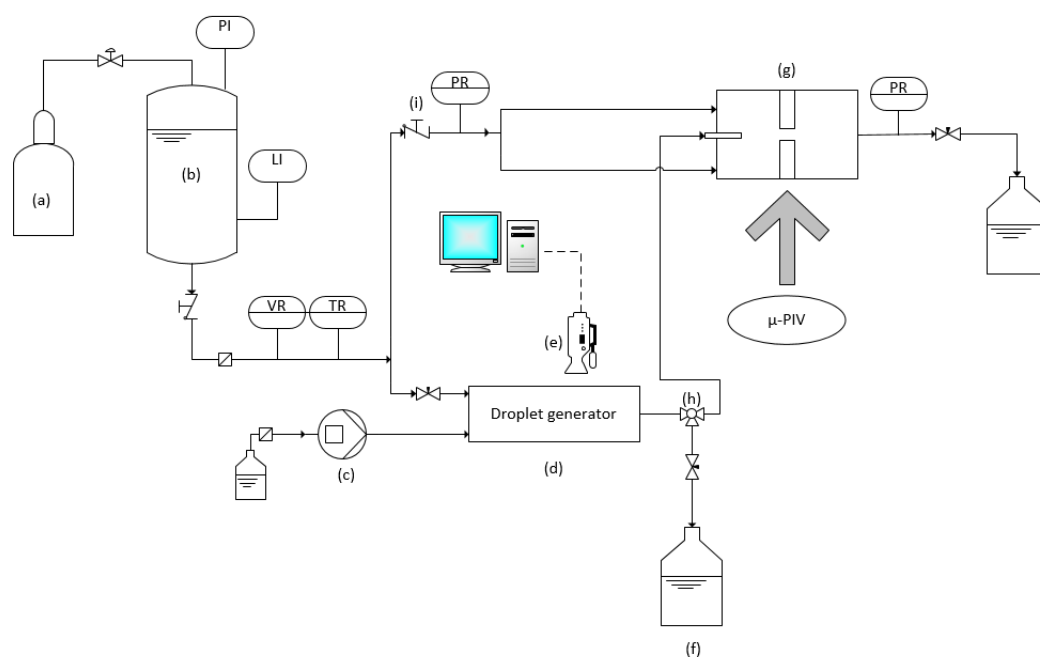 PI
PR
(g)
PR
(i)
LI
(b)
(a)
VR
TR
(e)
μ-PIV
(h)
Droplet generator
(c)
(d)
(f)